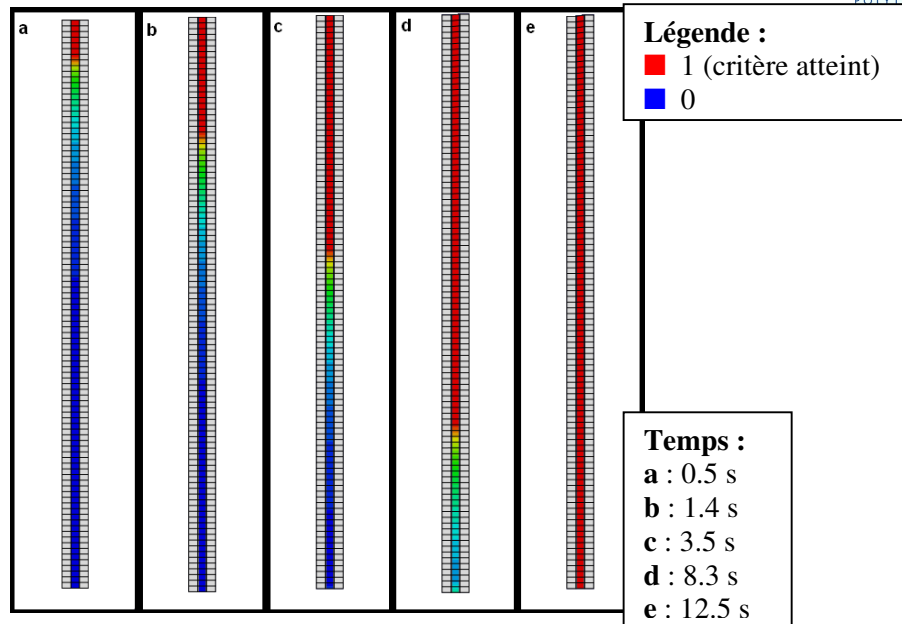 a
b
c
d
e
Légende :
1 (critère atteint)
0
Temps :
a : 0.5 s
b : 1.4 s
c : 3.5 s
d : 8.3 s
e : 12.5 s